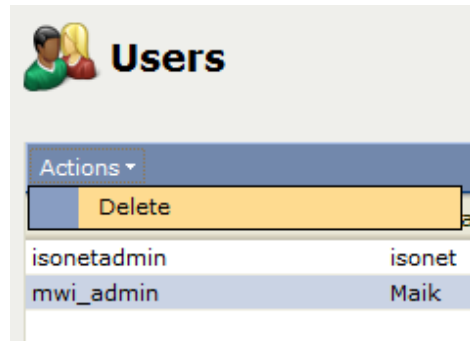 Users
Actions
Delete
isonetadmin isonet
mwi_admin Maik